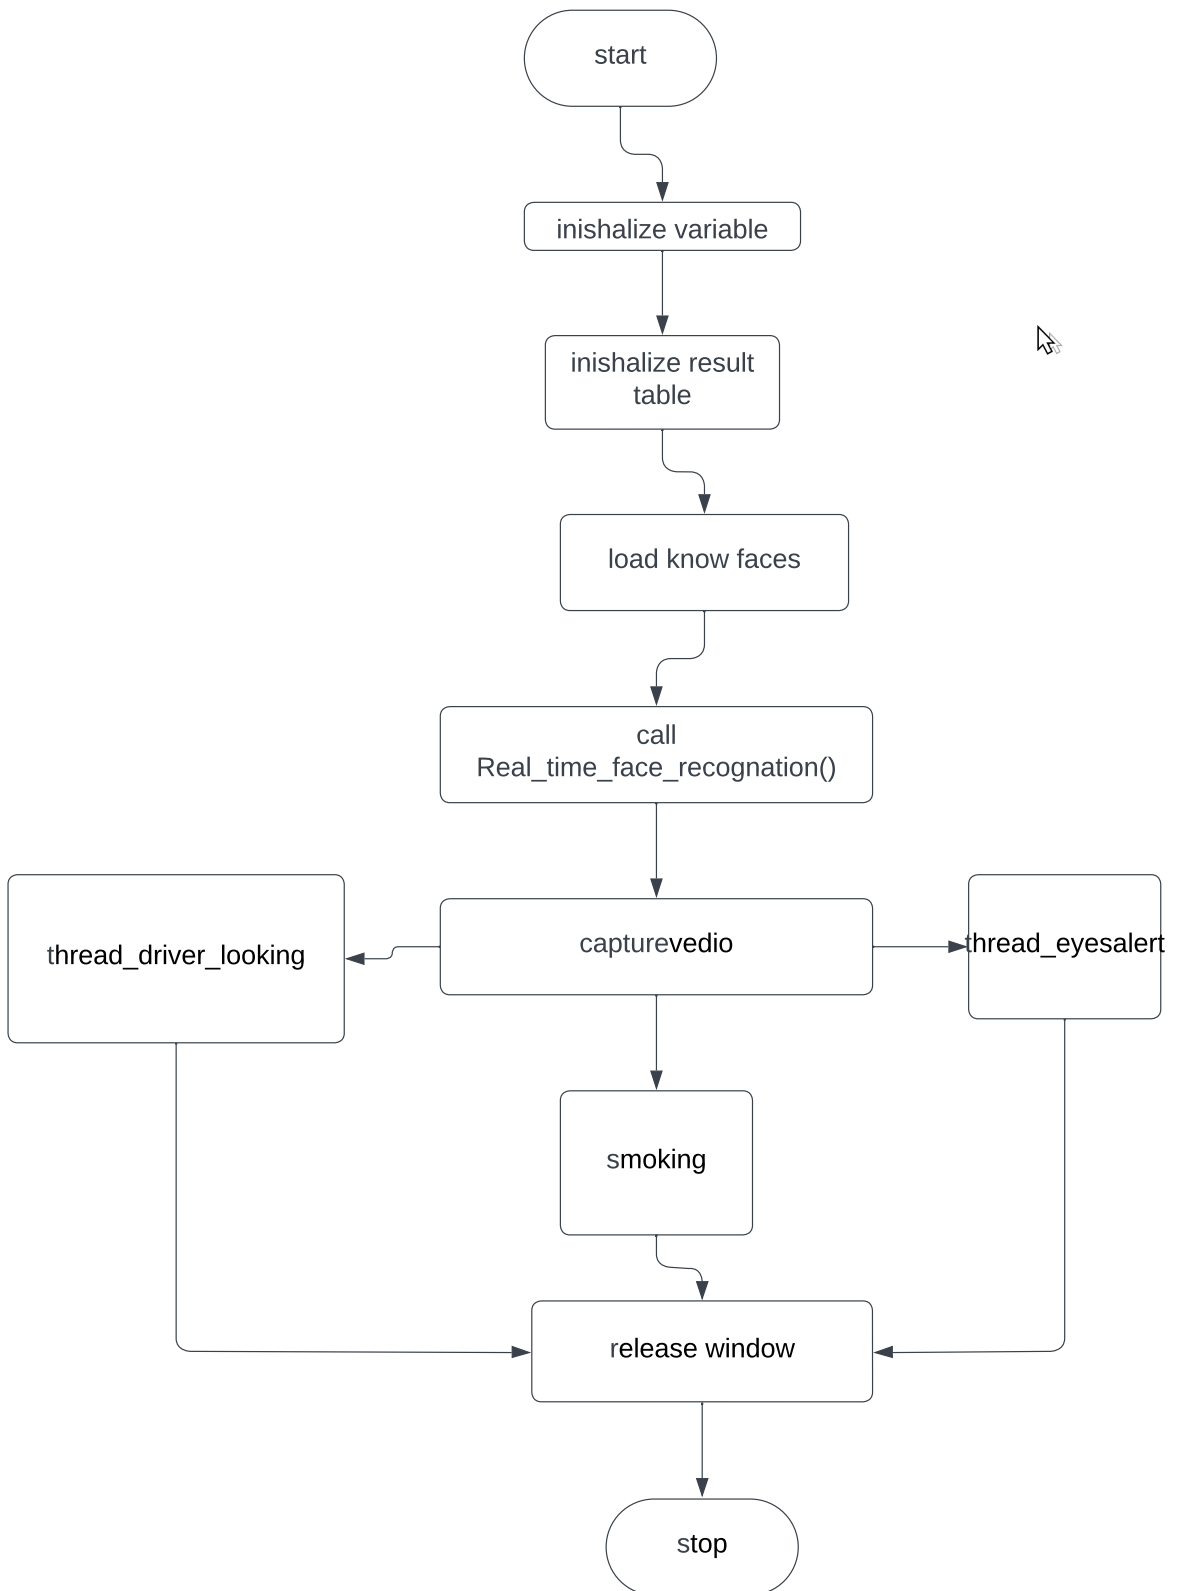 start
inishalize variable
inishalize result
table
load know faces
call
Real_time_face_recognation()
thread_driver_looking
capturevedio
thread_eyesalert
smoking
release window
stop